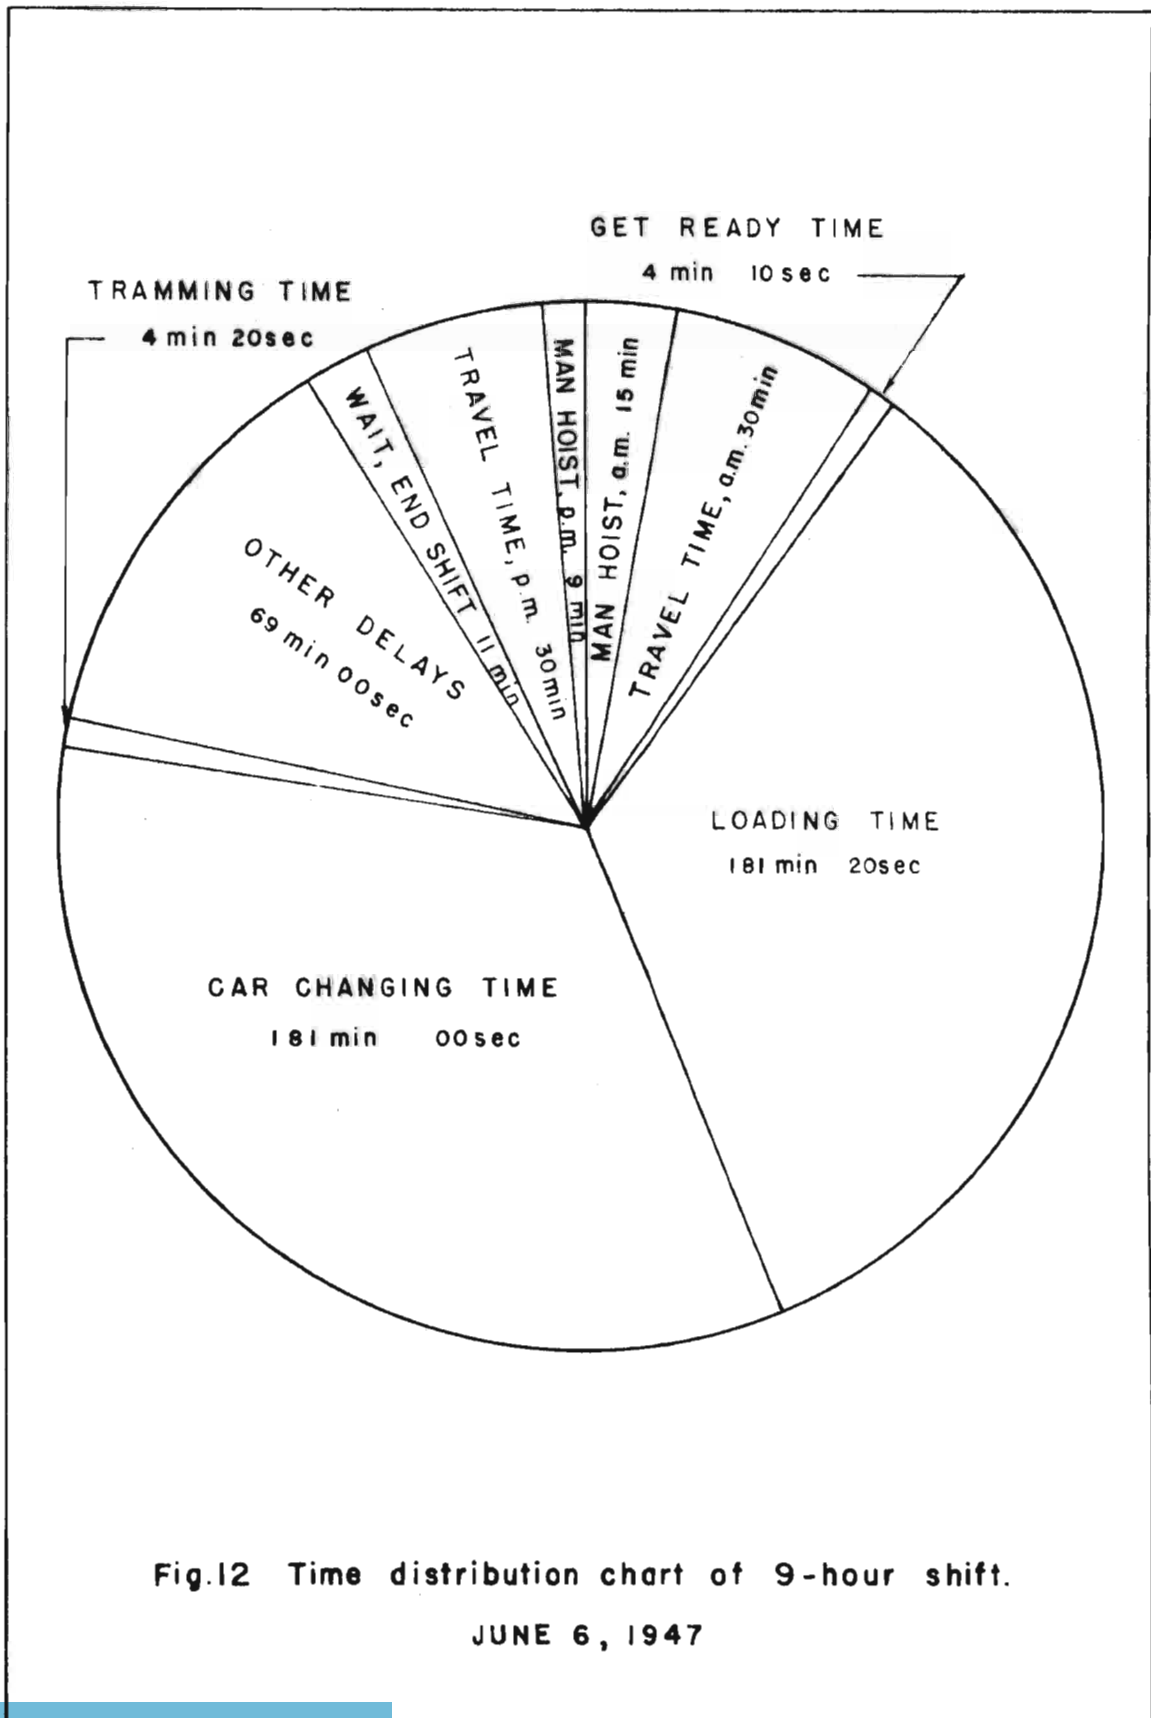 GET READY TIME
4 min 10 sec
TRAMMING TIME
4 min 20sec
MAN HOIST, a.m. 15 min
TRAVEL TIME, a.m. 30min
LOADING TIME
181 min 20sec
CAR CHANGING TIME
181 min 00sec
OTHER DELAYS
69 min 00sec
WAIT, END SHIFT 11 min
TRAVEL TIME, p.m. 30min
MAN HOIST, p.m. 9 min
Fig.12 Time distribution chart of 9-hour shift.
JUNE 6, 1947